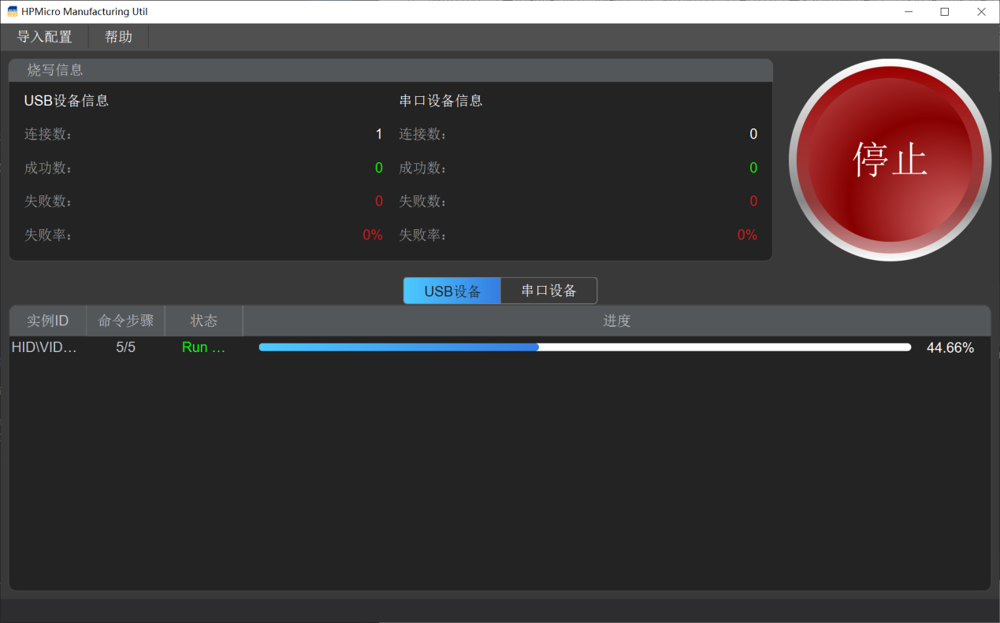 HPMicro Manufacturing Util
导入配置 帮助
烧写信息
USB设备信息 串口设备信息
连接数： 1 连接数： 0
成功数： 0 成功数： 0
失败数： 0 失败数： 0
失败率： 0% 失败率： 0%
停止
USB设备 串口设备
实例ID 命令步骤 状态 进度
HID\VID... 5/5 Run ... 44.66%